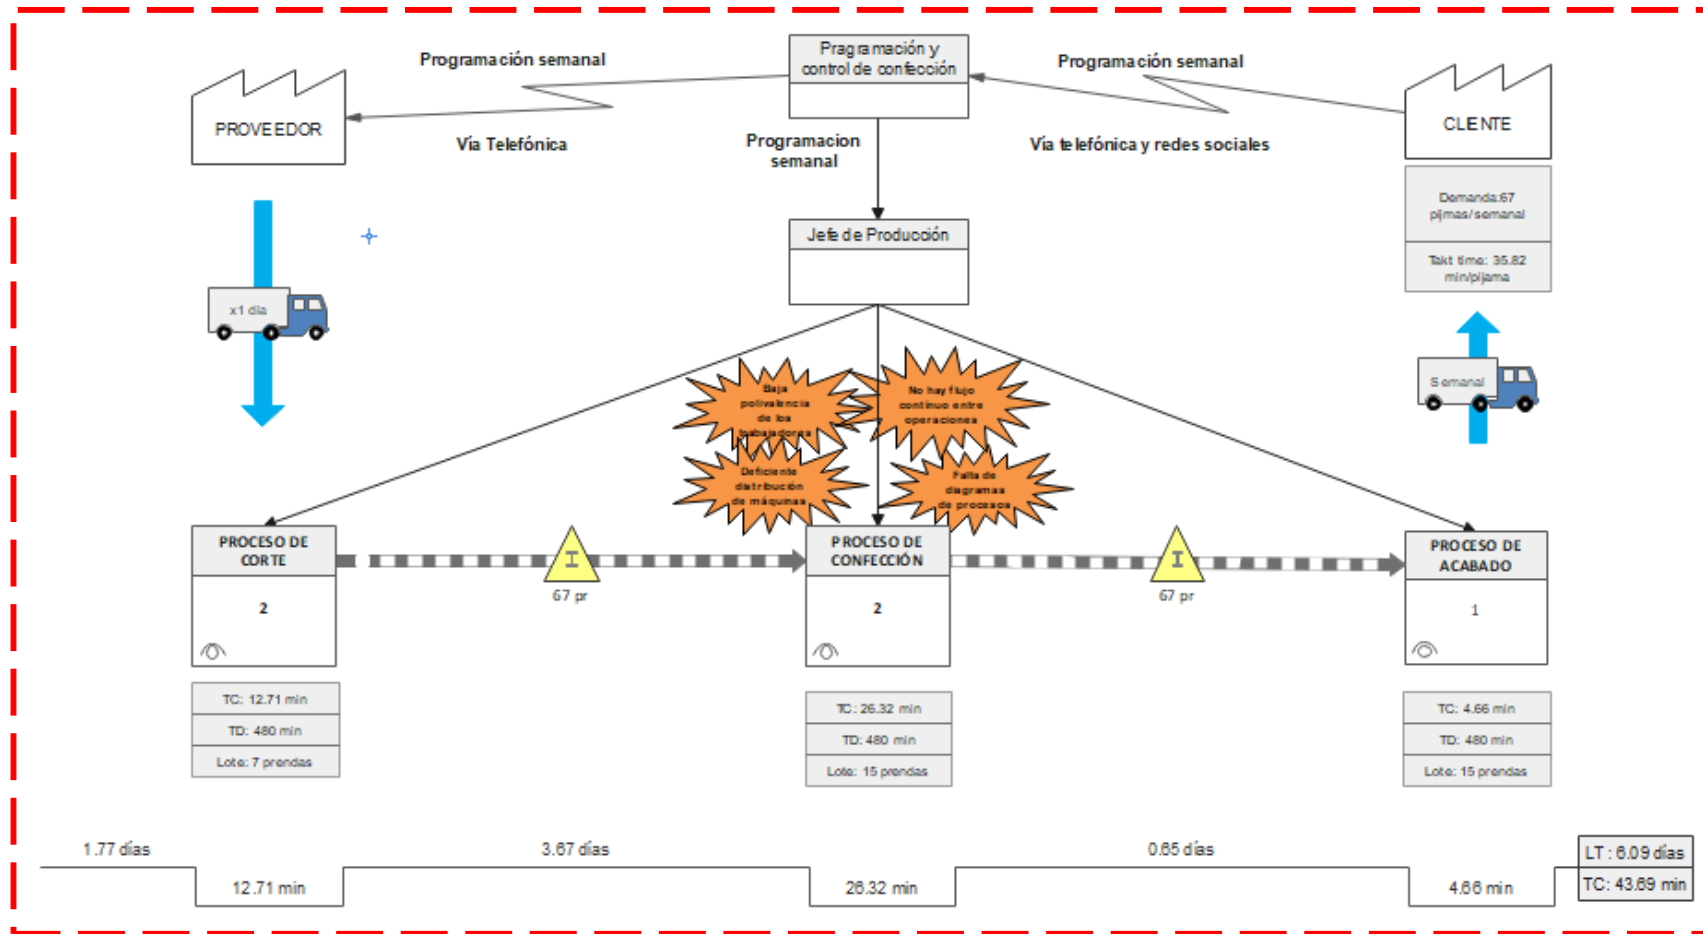 Programación semanal
Pragramación y
control de confección
Programación semanal
PROVEEDOR
CLIENTE
Vía Telefónica
Programacion
semanal
Vía telefónica y redes sociales
Demanda:67
pijmas/semanal
Jefe de Producción
Takt time: 35.82
min/pijama
x1 día
Semanal
Baja
polivalencia
de los
trabajadores
No hay flujo
continuo entre
operaciones
Deficiente
distribución
de máquinas
Falta de
diagramas
de procesos
PROCESO DE
CORTE
2
I
67 pr
PROCESO DE
CONFECCIÓN
2
I
67 pr
PROCESO DE
ACABADO
1
TC: 12.71 min
TD: 480 min
Lote: 7 prendas
TC: 26.32 min
TD: 480 min
Lote: 15 prendas
TC: 4.66 min
TD: 480 min
Lote: 15 prendas
1.77 días
3.67 días
0.65 días
LT : 6.09 días
12.71 min
26.32 min
4.66 min
TC: 43.69 min